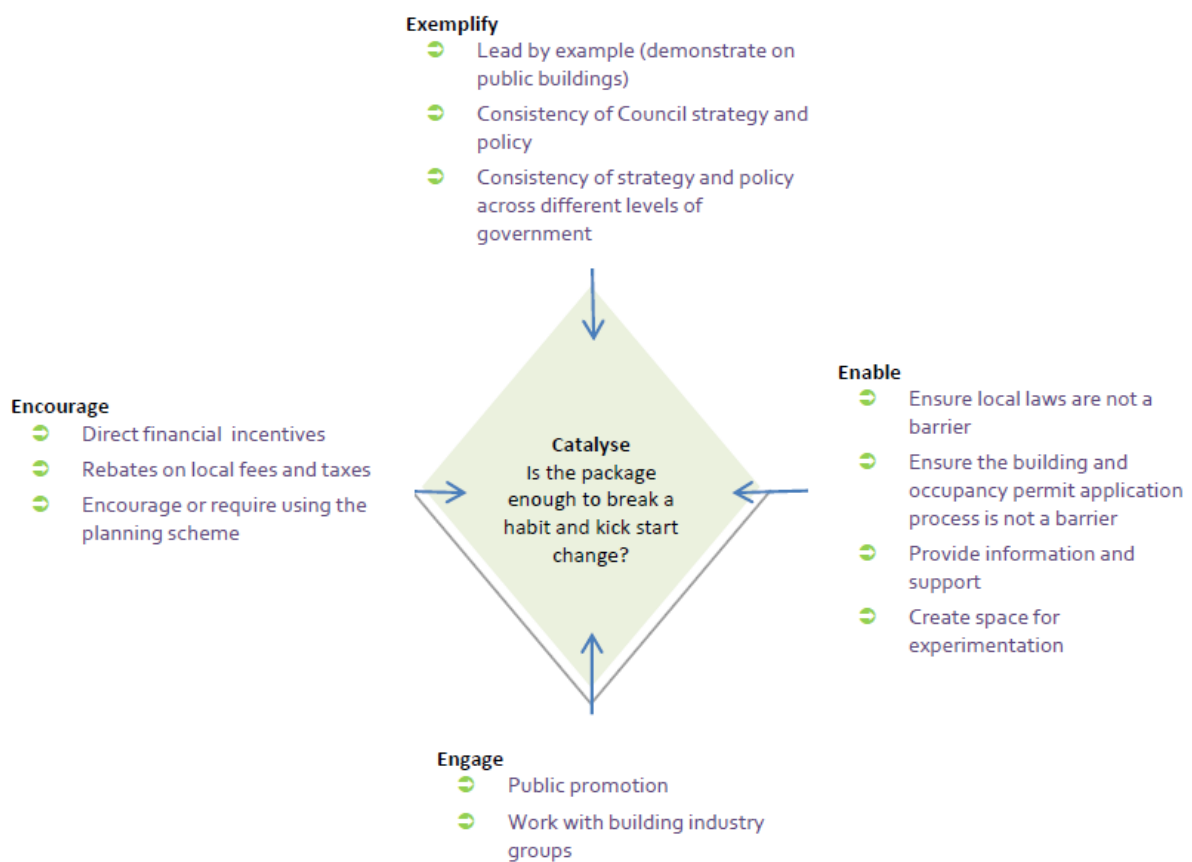 Exemplify
Lead by example (demonstrate on
public buildings)
Consistency of Council strategy and
policy
Consistency of strategy and policy
across different levels of
government
Encourage
Direct financial incentives
Rebates on local fees and taxes
Encourage or require using the
planning scheme
Catalyse
Is the package
enough to break a
habit and kick start
change?
Enable
Ensure local laws are not a
barrier
Ensure the building and
occupancy permit application
process is not a barrier
Provide information and
support
Create space for
experimentation
Engage
Public promotion
Work with building industry
groups